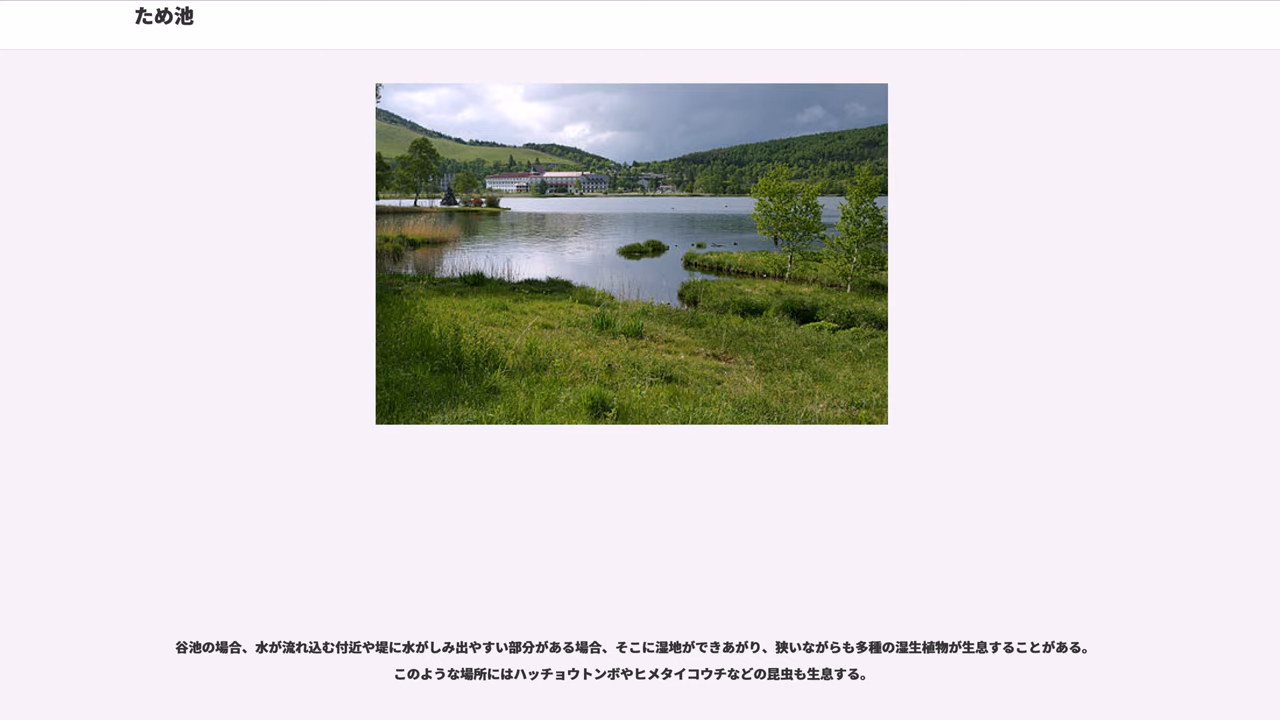 ため池
谷池の場合、水が流れ込む付近や堤に水がしみ出やすい部分がある場合、そこに湿地ができあがり、狭いながらも多種の湿生植物が生息することがある。
このような場所にはハッチョウトンボやヒメタイコウチなどの昆虫も生息する。